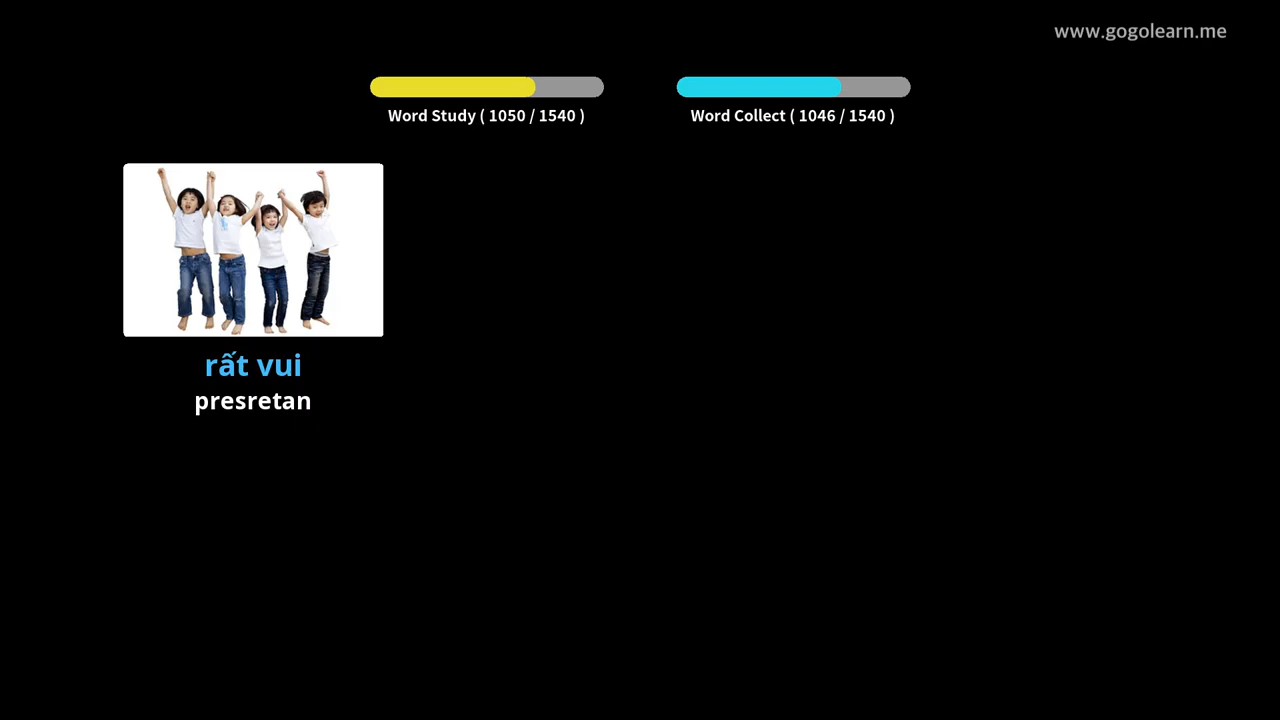 www.gogolearn.me
Word Study ( 1050 / 1540 )
Word Collect ( 1046 / 1540 )
rất vui
presretan